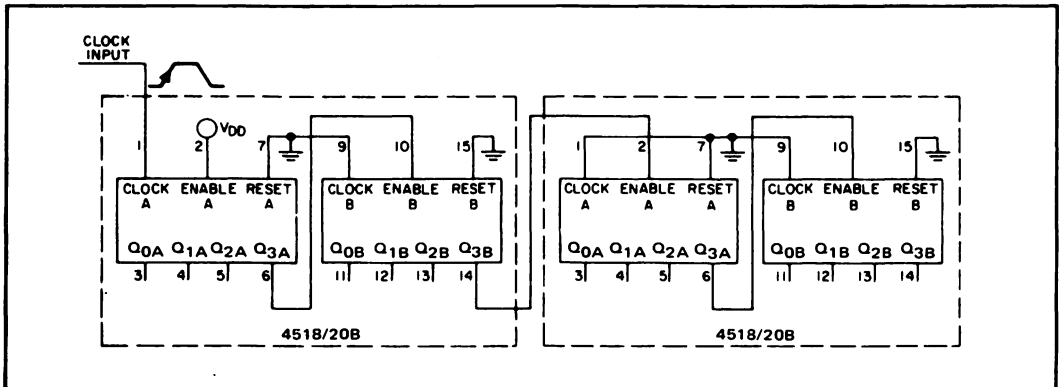 CLOCK
INPUT
VDD
1 2 7 9 10 15 1 2 7 9 10 15
CLOCK ENABLE RESET CLOCK ENABLE RESET CLOCK ENABLE RESET CLOCK ENABLE RESET
A A A B B B A A A B B B
Q0A Q1A Q2A Q3A Q0B Q1B Q2B Q3B Q0A Q1A Q2A Q3A Q0B Q1B Q2B Q3B
3 4 5 6 11 12 13 14 3 4 5 6 11 12 13 14
4518/20B 4518/20B